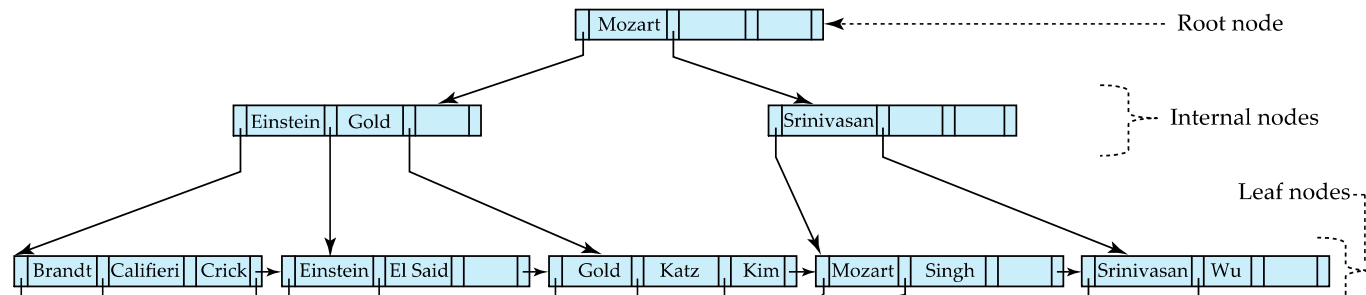 Mozart Root node
Einstein Gold Srinivasan Internal nodes
Leaf nodes
Brandt Califieri Crick Einstein El Said Gold Katz Kim Mozart Singh Srinivasan Wu